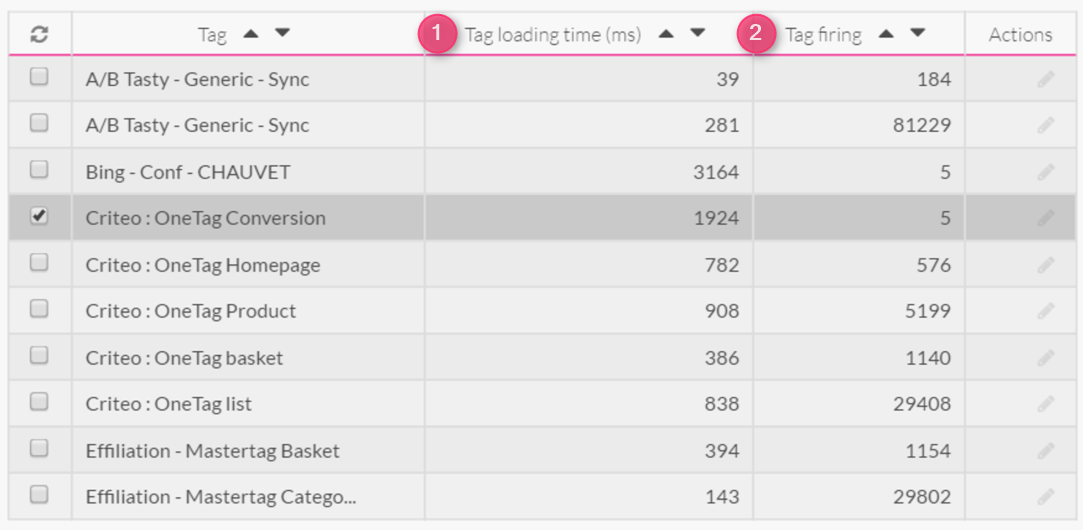 Tag 1 Tag loading time (ms) 2 Tag firing Actions
A/B Tasty - Generic - Sync 39 184
A/B Tasty - Generic - Sync 281 81229
Bing - Conf - CHAUVET 3164 5
Criteo : OneTag Conversion 1924 5
Criteo : OneTag Homepage 782 576
Criteo : OneTag Product 908 5199
Criteo : OneTag basket 386 1140
Criteo : OneTag list 838 29408
Effiliation - Mastertag Basket 394 1154
Effiliation - Mastertag Catego... 143 29802